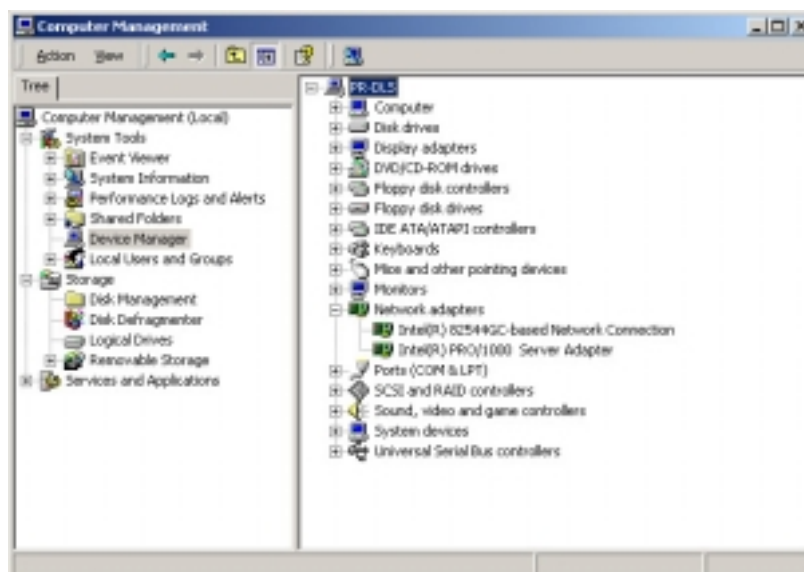 Computer Management
Action View
Tree
Computer Management (Local)
System Tools
Event Viewer
System Information
Performance Logs and Alerts
Shared Folders
Device Manager
Local Users and Groups
Storage
Disk Management
Disk Defragmenter
Logical Drives
Removable Storage
Services and Applications
PR-DLS
Computer
Disk drives
Display adapters
DVD/CD-ROM drives
Floppy disk controllers
Floppy disk drives
IDE ATA/ATAPI controllers
Keyboards
Mice and other pointing devices
Monitors
Network adapters
Intel(R) 82544GC-based Network Connection
Intel(R) PRO/1000 Server Adapter
Ports (COM & LPT)
SCSI and RAID controllers
Sound, video and game controllers
System devices
Universal Serial Bus controllers